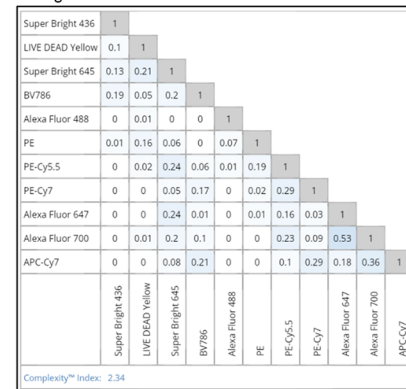 Super Bright 436 1
LIVE DEAD Yellow 0.1 1
Super Bright 645 0.13 0.21 1
BV786 0.19 0.05 0.2 1
Alexa Fluor 488 0 0.01 0 0 1
PE 0.01 0.16 0.06 0 0.07 1
PE-Cy5.5 0 0.02 0.24 0.06 0.01 0.19 1
PE-Cy7 0 0 0.05 0.17 0 0.02 0.29 1
Alexa Fluor 647 0 0 0.24 0.01 0 0.01 0.16 0.03 1
Alexa Fluor 700 0 0.01 0.2 0.1 0 0 0.23 0.09 0.53 1
APC-Cy7 0 0 0.08 0.21 0 0 0.1 0.29 0.18 0.36 1
Super Bright 436
LIVE DEAD Yellow
Super Bright 645
BV786
Alexa Fluor 488
PE
PE-Cy5.5
PE-Cy7
Alexa Fluor 647
Alexa Fluor 700
APC-Cy7
Complexity™ Index: 2.34